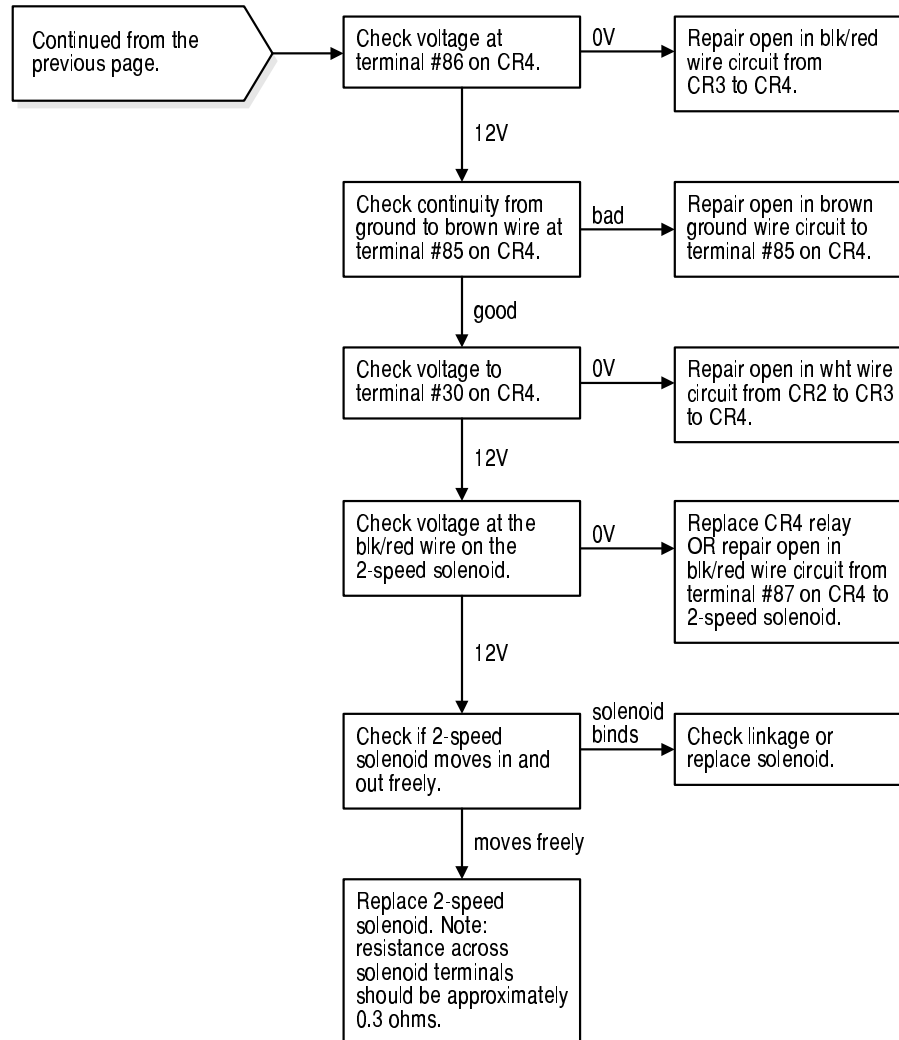 Continued from the
previous page.
Check voltage at
terminal #86 on CR4.
0V
Repair open in blk/red
wire circuit from
CR3 to CR4.
12V
Check continuity from
ground to brown wire at
terminal #85 on CR4.
bad
Repair open in brown
ground wire circuit to
terminal #85 on CR4.
good
Check voltage to
terminal #30 on CR4.
0V
Repair open in wht wire
circuit from CR2 to CR3
to CR4.
12V
Check voltage at the
blk/red wire on the
2-speed solenoid.
0V
Replace CR4 relay
OR repair open in
blk/red wire circuit from
terminal #87 on CR4 to
2-speed solenoid.
12V
Check if 2-speed
solenoid moves in and
out freely.
solenoid
binds
Check linkage or
replace solenoid.
moves freely
Replace 2-speed
solenoid. Note:
resistance across
solenoid terminals
should be approximately
0.3 ohms.